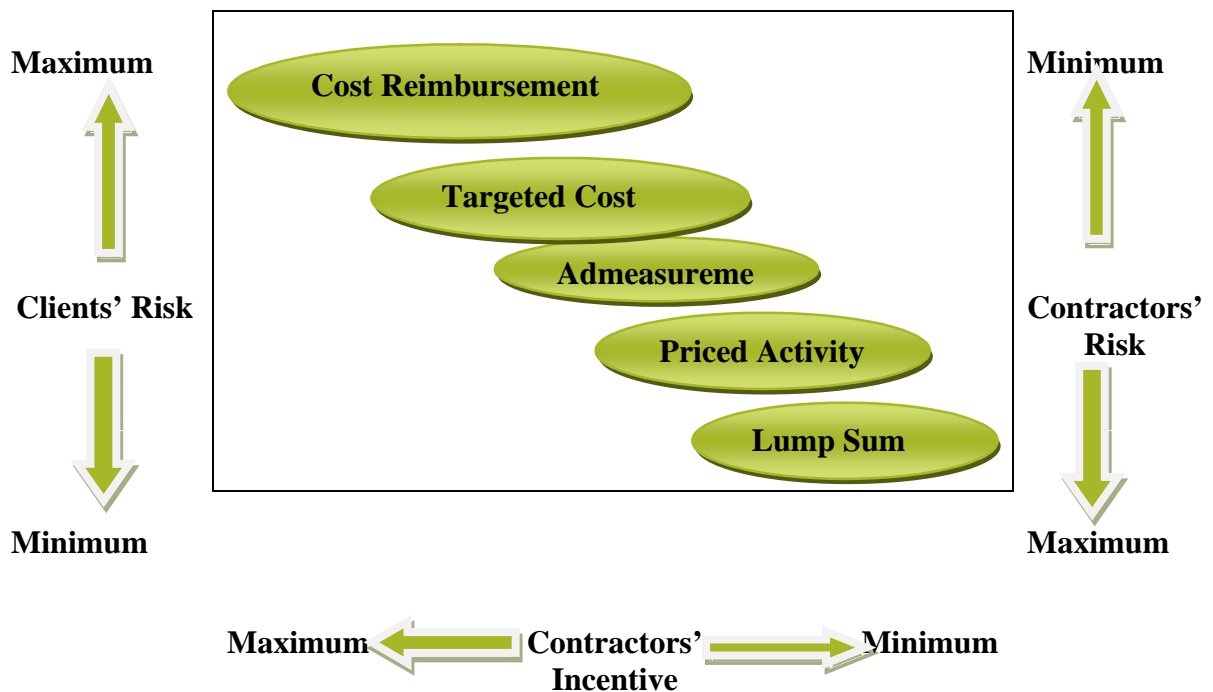 Maximum
Minimum
Cost Reimbursement
Targeted Cost
Admeasureme
Clients’ Risk
Contractors’
Risk
Priced Activity
Lump Sum
Minimum
Maximum
Maximum
Contractors’
Incentive
Minimum